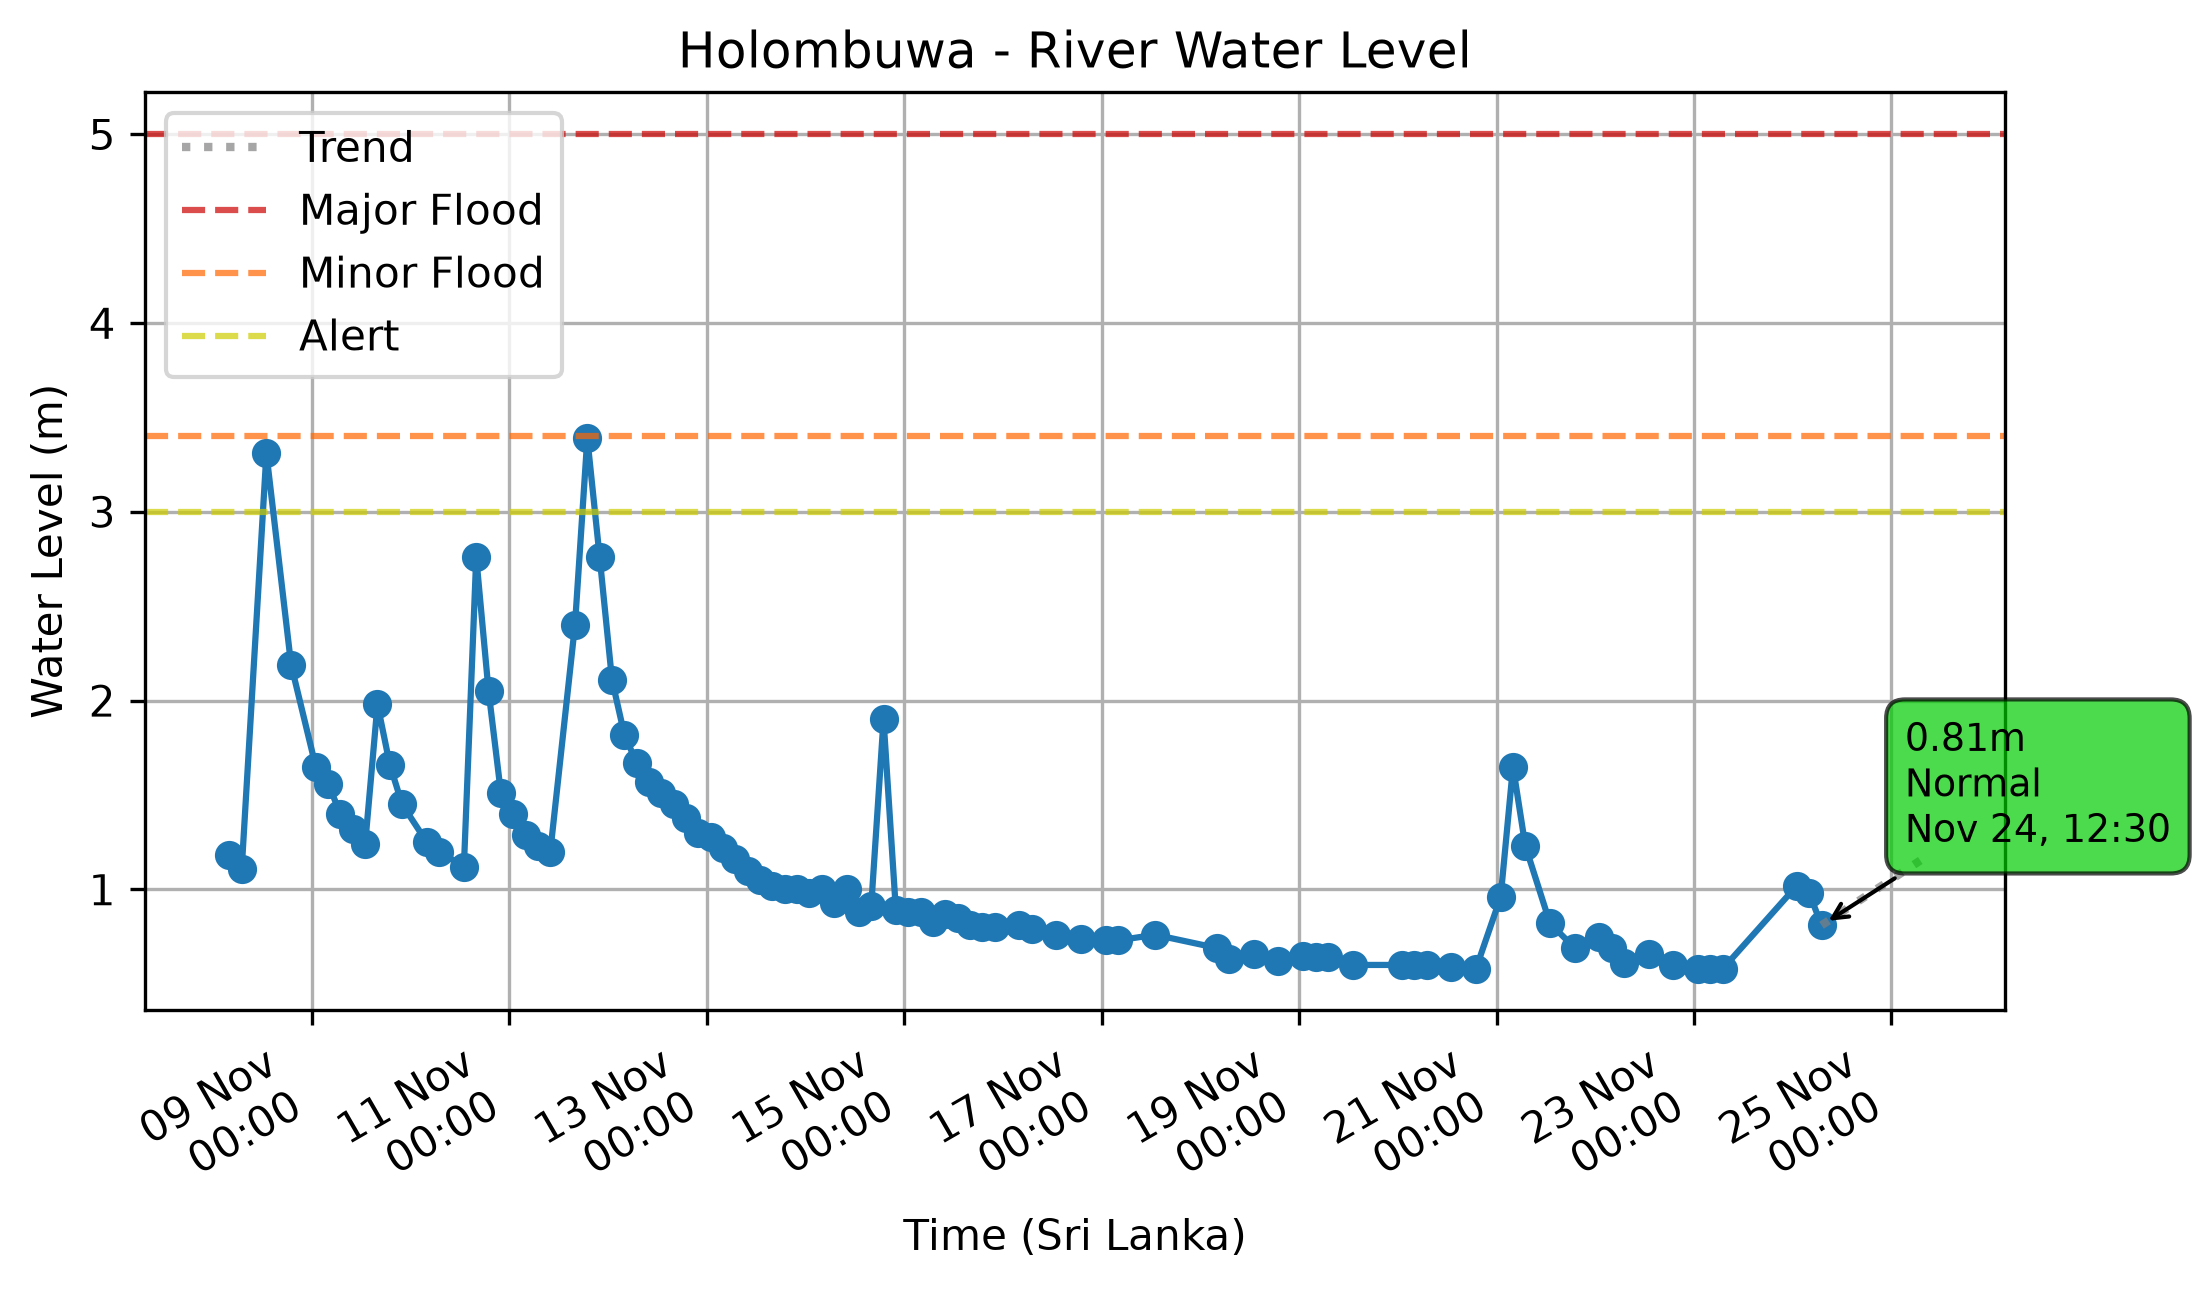 Holombuwa - River Water Level
Trend
Major Flood
Minor Flood
Alert
Water Level (m)
5
4
3
2
1
0.81m
Normal
Nov 24, 12:30
09 Nov
00:00
11 Nov
00:00
13 Nov
00:00
15 Nov
00:00
17 Nov
00:00
19 Nov
00:00
21 Nov
00:00
23 Nov
00:00
25 Nov
00:00
Time (Sri Lanka)